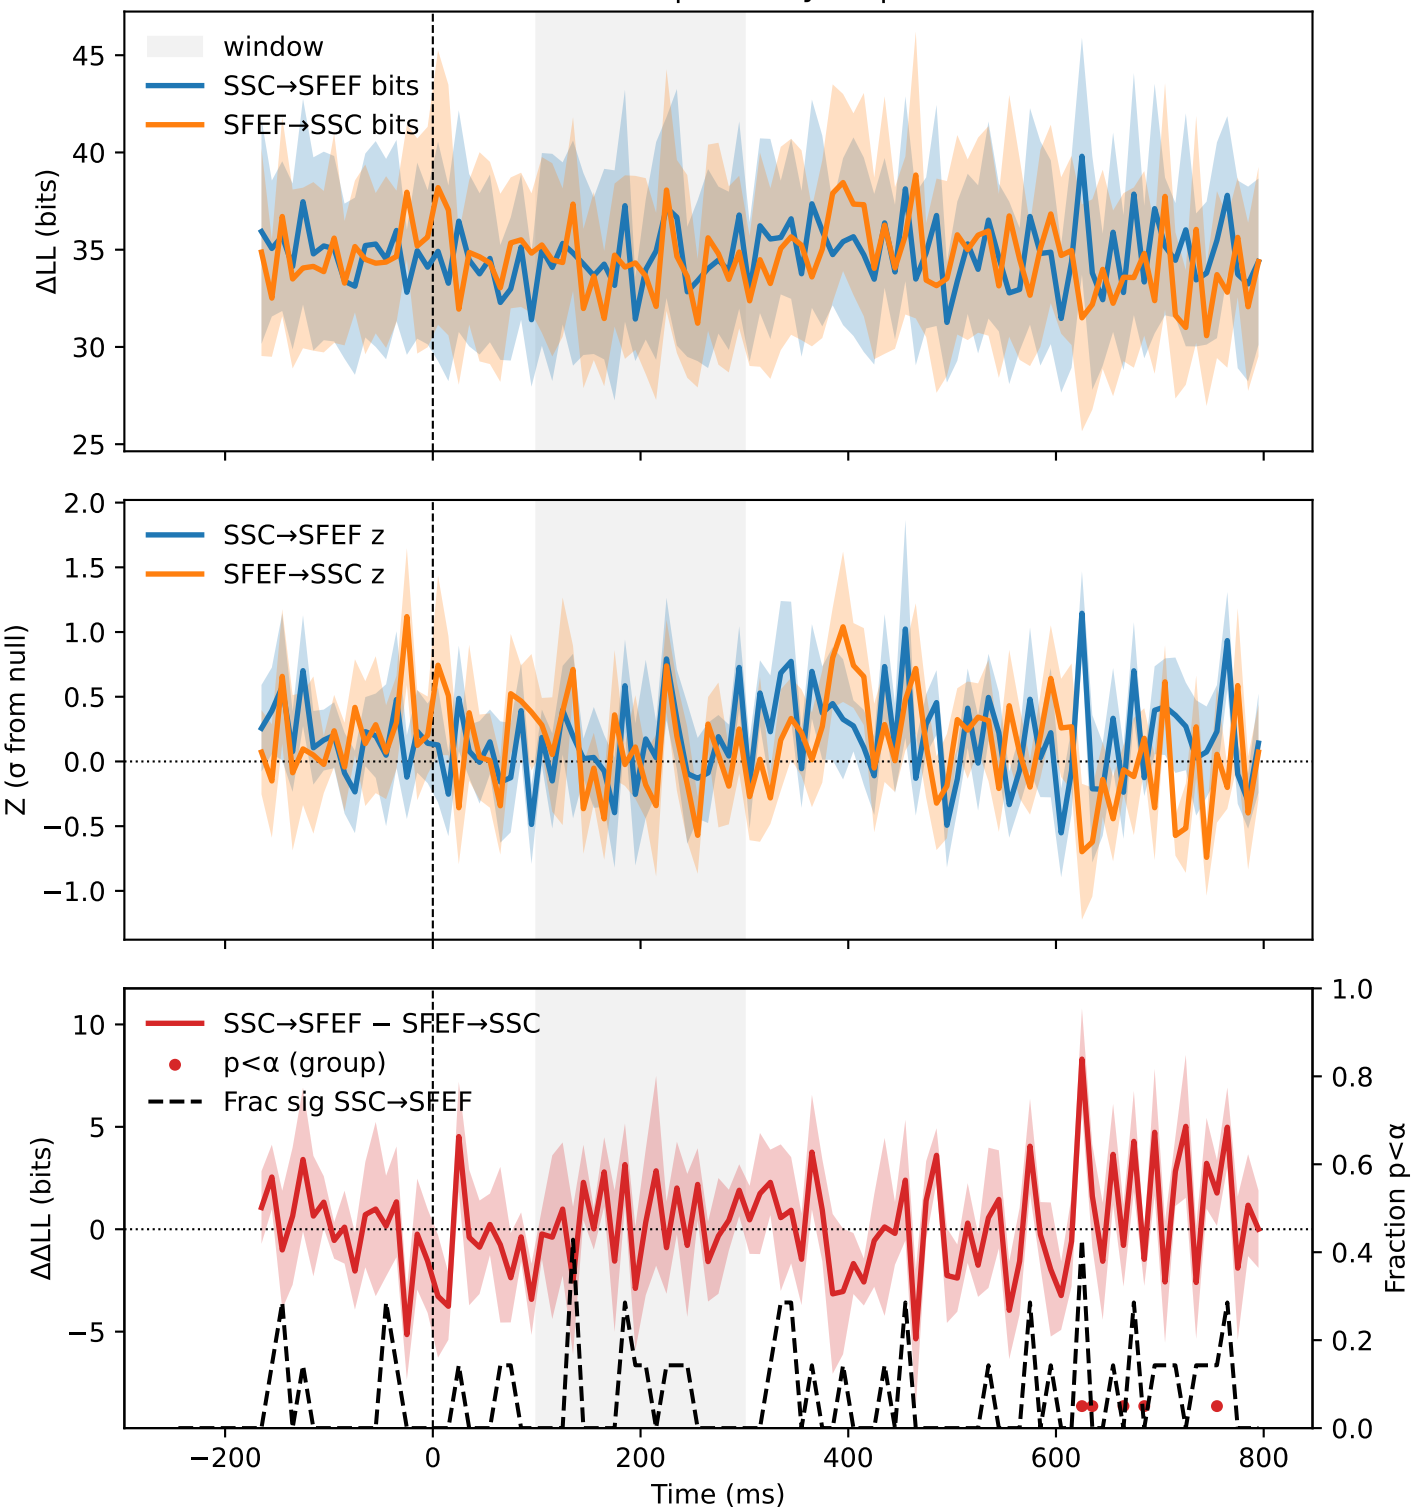 window
SSC→SFEF bits
SFEF→SSC bits
ΔLL (bits)
45
40
35
30
25
SSC→SFEF z
SFEF→SSC z
Z (σ from null)
2.0
1.5
1.0
0.5
0.0
−0.5
−1.0
SSC→SFEF − SFEF→SSC
p<α (group)
Frac sig SSC→SFEF
ΔΔLL (bits)
10
5
0
−5
1.0
0.8
0.6
0.4
0.2
0.0
Fraction p<α
−200 0 200 400 600 800
Time (ms)